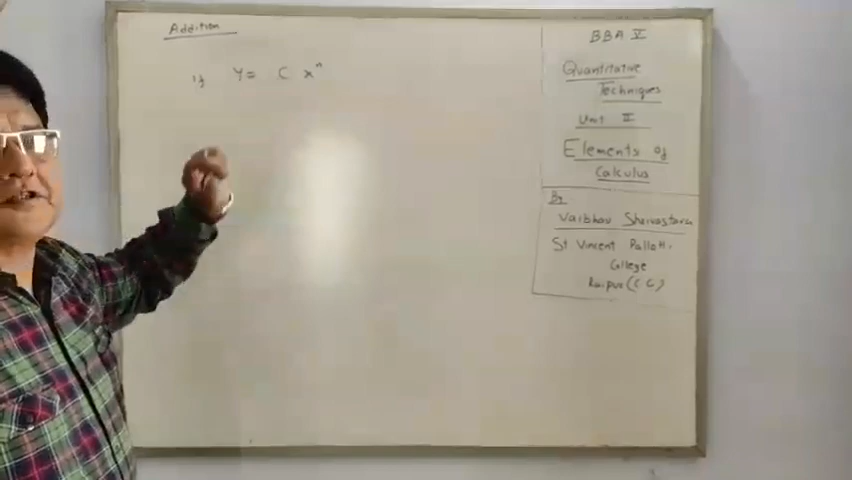 Addition
if Y = C xⁿ
BBA V
Quantitative
Techniques
Unit II
Elements of
Calculus
By
Vaibhav Shrivastava
St Vincent Pallotti
College
Raipur (CG)